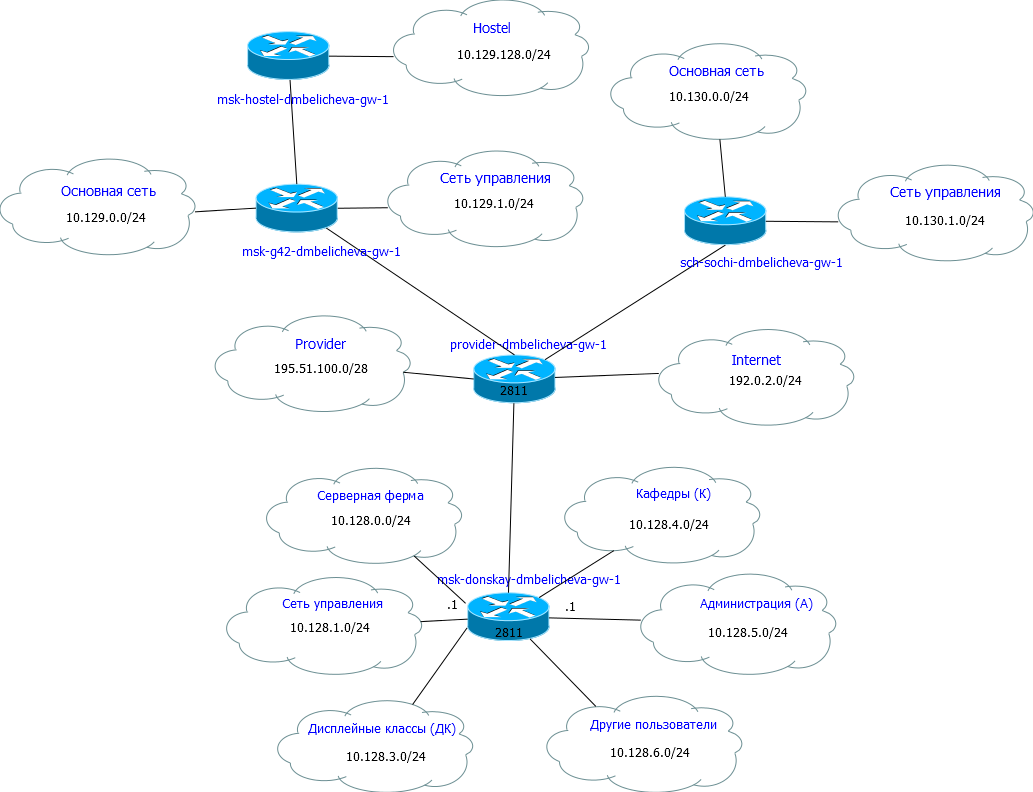 Hostel
10.129.128.0/24
msk-hostel-dmbelicheva-gw-1
Основная сеть
10.130.0.0/24
Основная сеть
10.129.0.0/24
Сеть управления
10.129.1.0/24
msk-g42-dmbelicheva-gw-1
Сеть управления
10.130.1.0/24
sch-sochi-dmbelicheva-gw-1
Provider
195.51.100.0/28
provider-dmbelicheva-gw-1
2811
Internet
192.0.2.0/24
Серверная ферма
10.128.0.0/24
Кафедры (К)
10.128.4.0/24
msk-donskay-dmbelicheva-gw-1
Сеть управления
10.128.1.0/24
.1
.1
2811
Администрация (А)
10.128.5.0/24
Дисплейные классы (ДК)
10.128.3.0/24
Другие пользователи
10.128.6.0/24